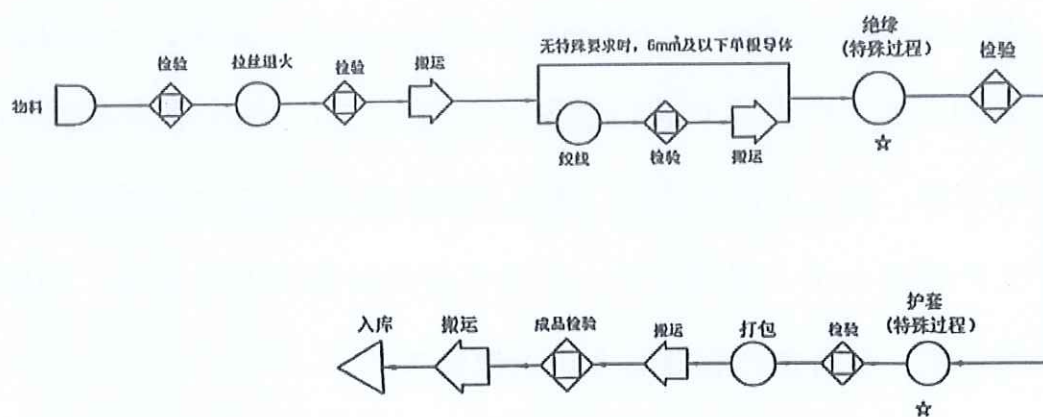 无特殊要求时，6mm²及以下单根导体
绝缘
（特殊过程）
检验
拉丝退火
检验
搬运
检验
物料
绞线
检验
搬运
☆
入库
搬运
成品检验
搬运
打包
检验
护套
（特殊过程）
☆